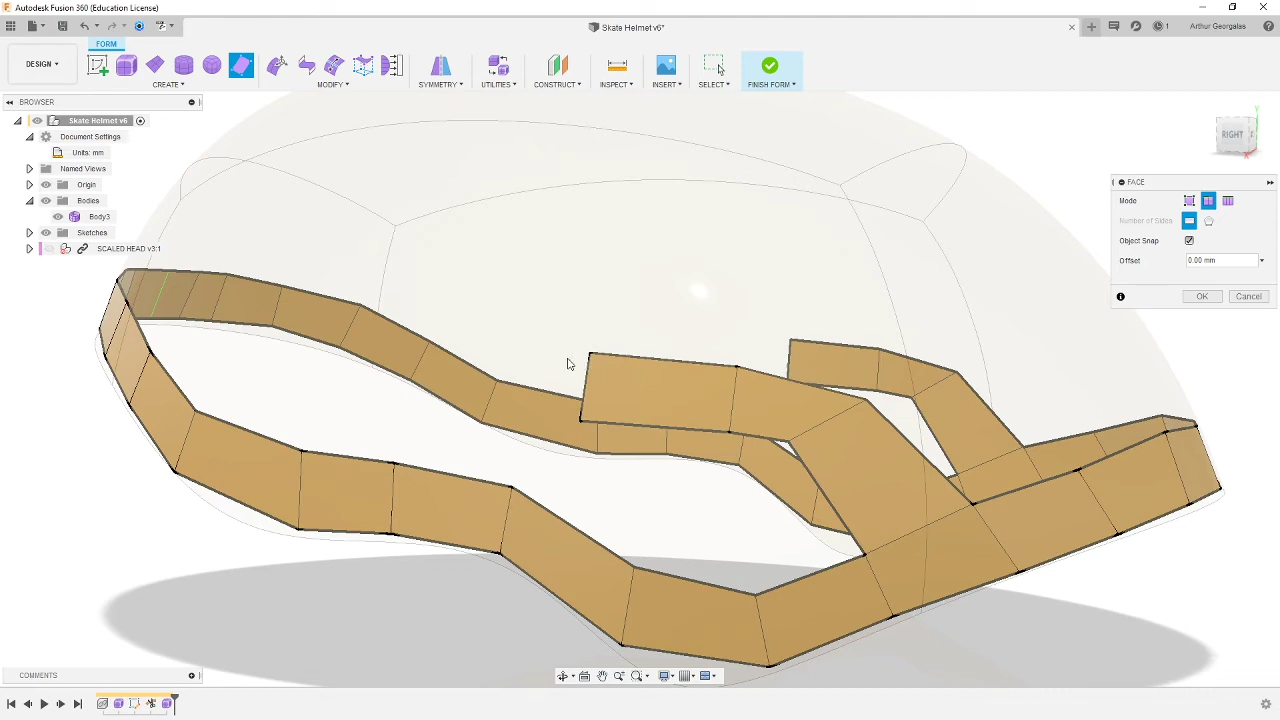 Autodesk Fusion 360 (Education License)
Skate Helmet v6*
1
Arthur Georgalas
FORM
DESIGN
CREATE
MODIFY
SYMMETRY
UTILITIES
CONSTRUCT
INSPECT
INSERT
SELECT
FINISH FORM
BROWSER
Skate Helmet v6
Document Settings
Units: mm
Named Views
Origin
Bodies
Body3
Sketches
SCALED HEAD v3:1
Y
RIGHT
X
FACE
Mode
Number of Sides
Object Snap
Offset
0.00 mm
OK
Cancel
COMMENTS